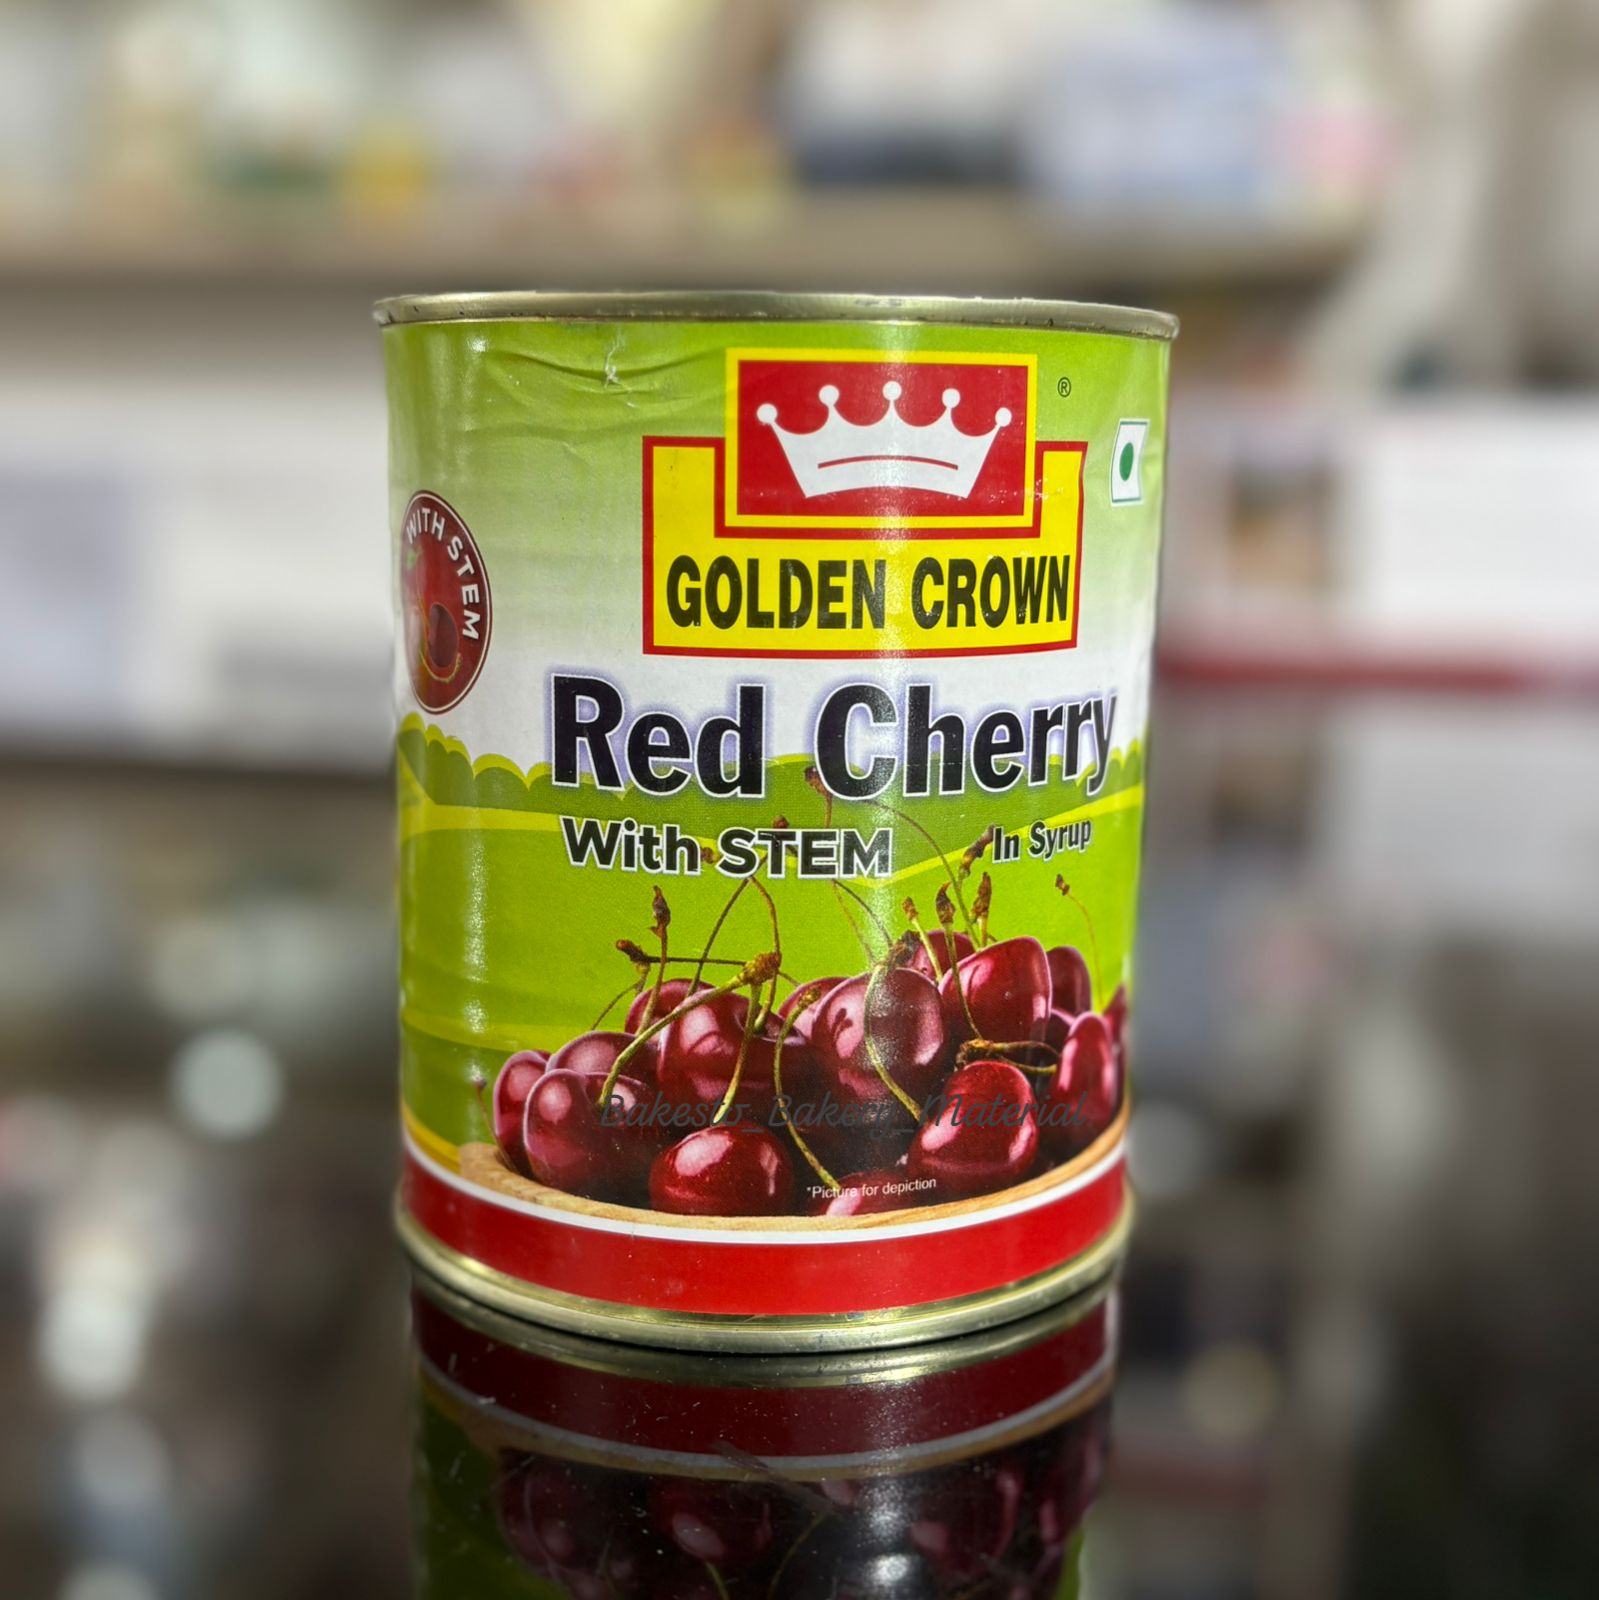 ®
GOLDEN CROWN
WITH STEM
Red Cherry
With STEM
In Syrup
Bakesto_Bakery_Material
*Picture for depiction